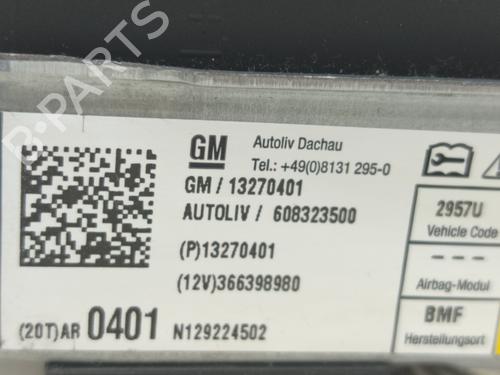 B-PARTS
GM
Autoliv Dachau
Tel.: +49(0)8131 295-0
GM / 13270401
AUTOLIV / 608323500
(P)13270401
(12V)366398980
(20T)AR 0401 N129224502
2957U
Vehicle Code
---
Airbag-Modul
BMF
Herstellungsort